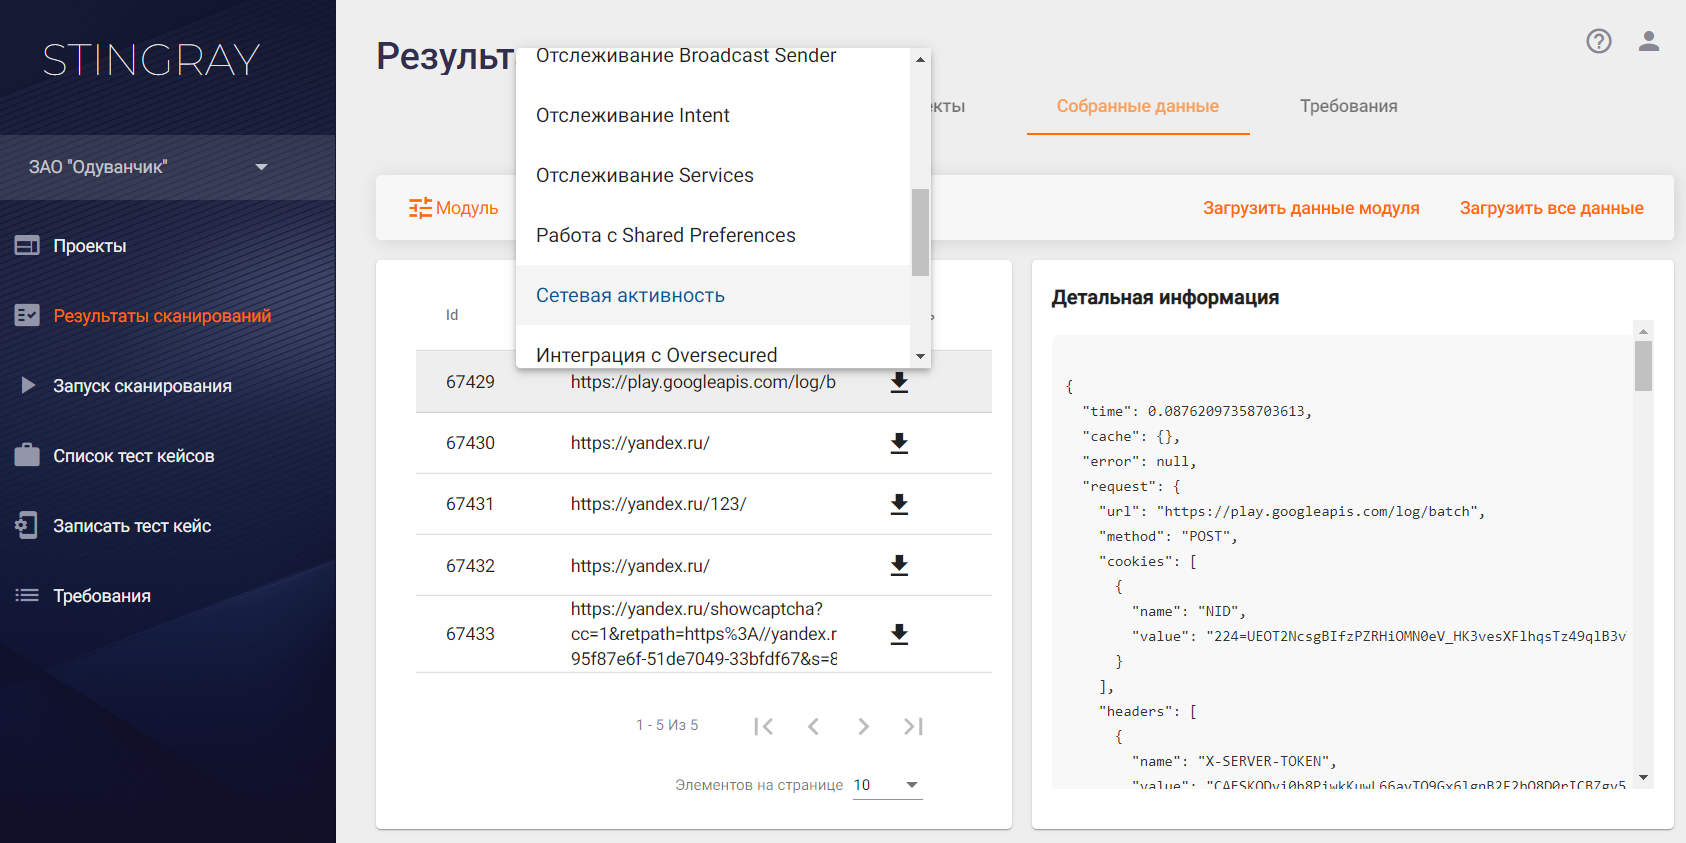 STINGRAY
ЗАО "Одуванчик"
Проекты
Результаты сканирований
Запуск сканирования
Список тест кейсов
Записать тест кейс
Требования
Собранные данные
Требования
Модуль
Загрузить данные модуля
Загрузить все данные
Отслеживание Broadcast Sender
Отслеживание Intent
Отслеживание Services
Работа с Shared Preferences
Сетевая активность
Интеграция с Oversecured
Id
67429 https://play.googleapis.com/log/b
67430 https://yandex.ru/
67431 https://yandex.ru/123/
67432 https://yandex.ru/
67433 https://yandex.ru/showcaptcha?
cc=1&retpath=https%3A//yandex.r
95f87e6f-51de7049-33bfdf67&s=8
1 - 5 Из 5
Элементов на странице 10
Детальная информация
{
"time": 0.08762097358703613,
"cache": {},
"error": null,
"request": {
"url": "https://play.googleapis.com/log/batch",
"method": "POST",
"cookies": [
{
"name": "NID",
"value": "224=UEOT2NcsgBIfzPZRHiOMN0eV_HK3vesXFlhqsTz49qlB3v
}
],
"headers": [
{
"name": "X-SERVER-TOKEN",
"value":